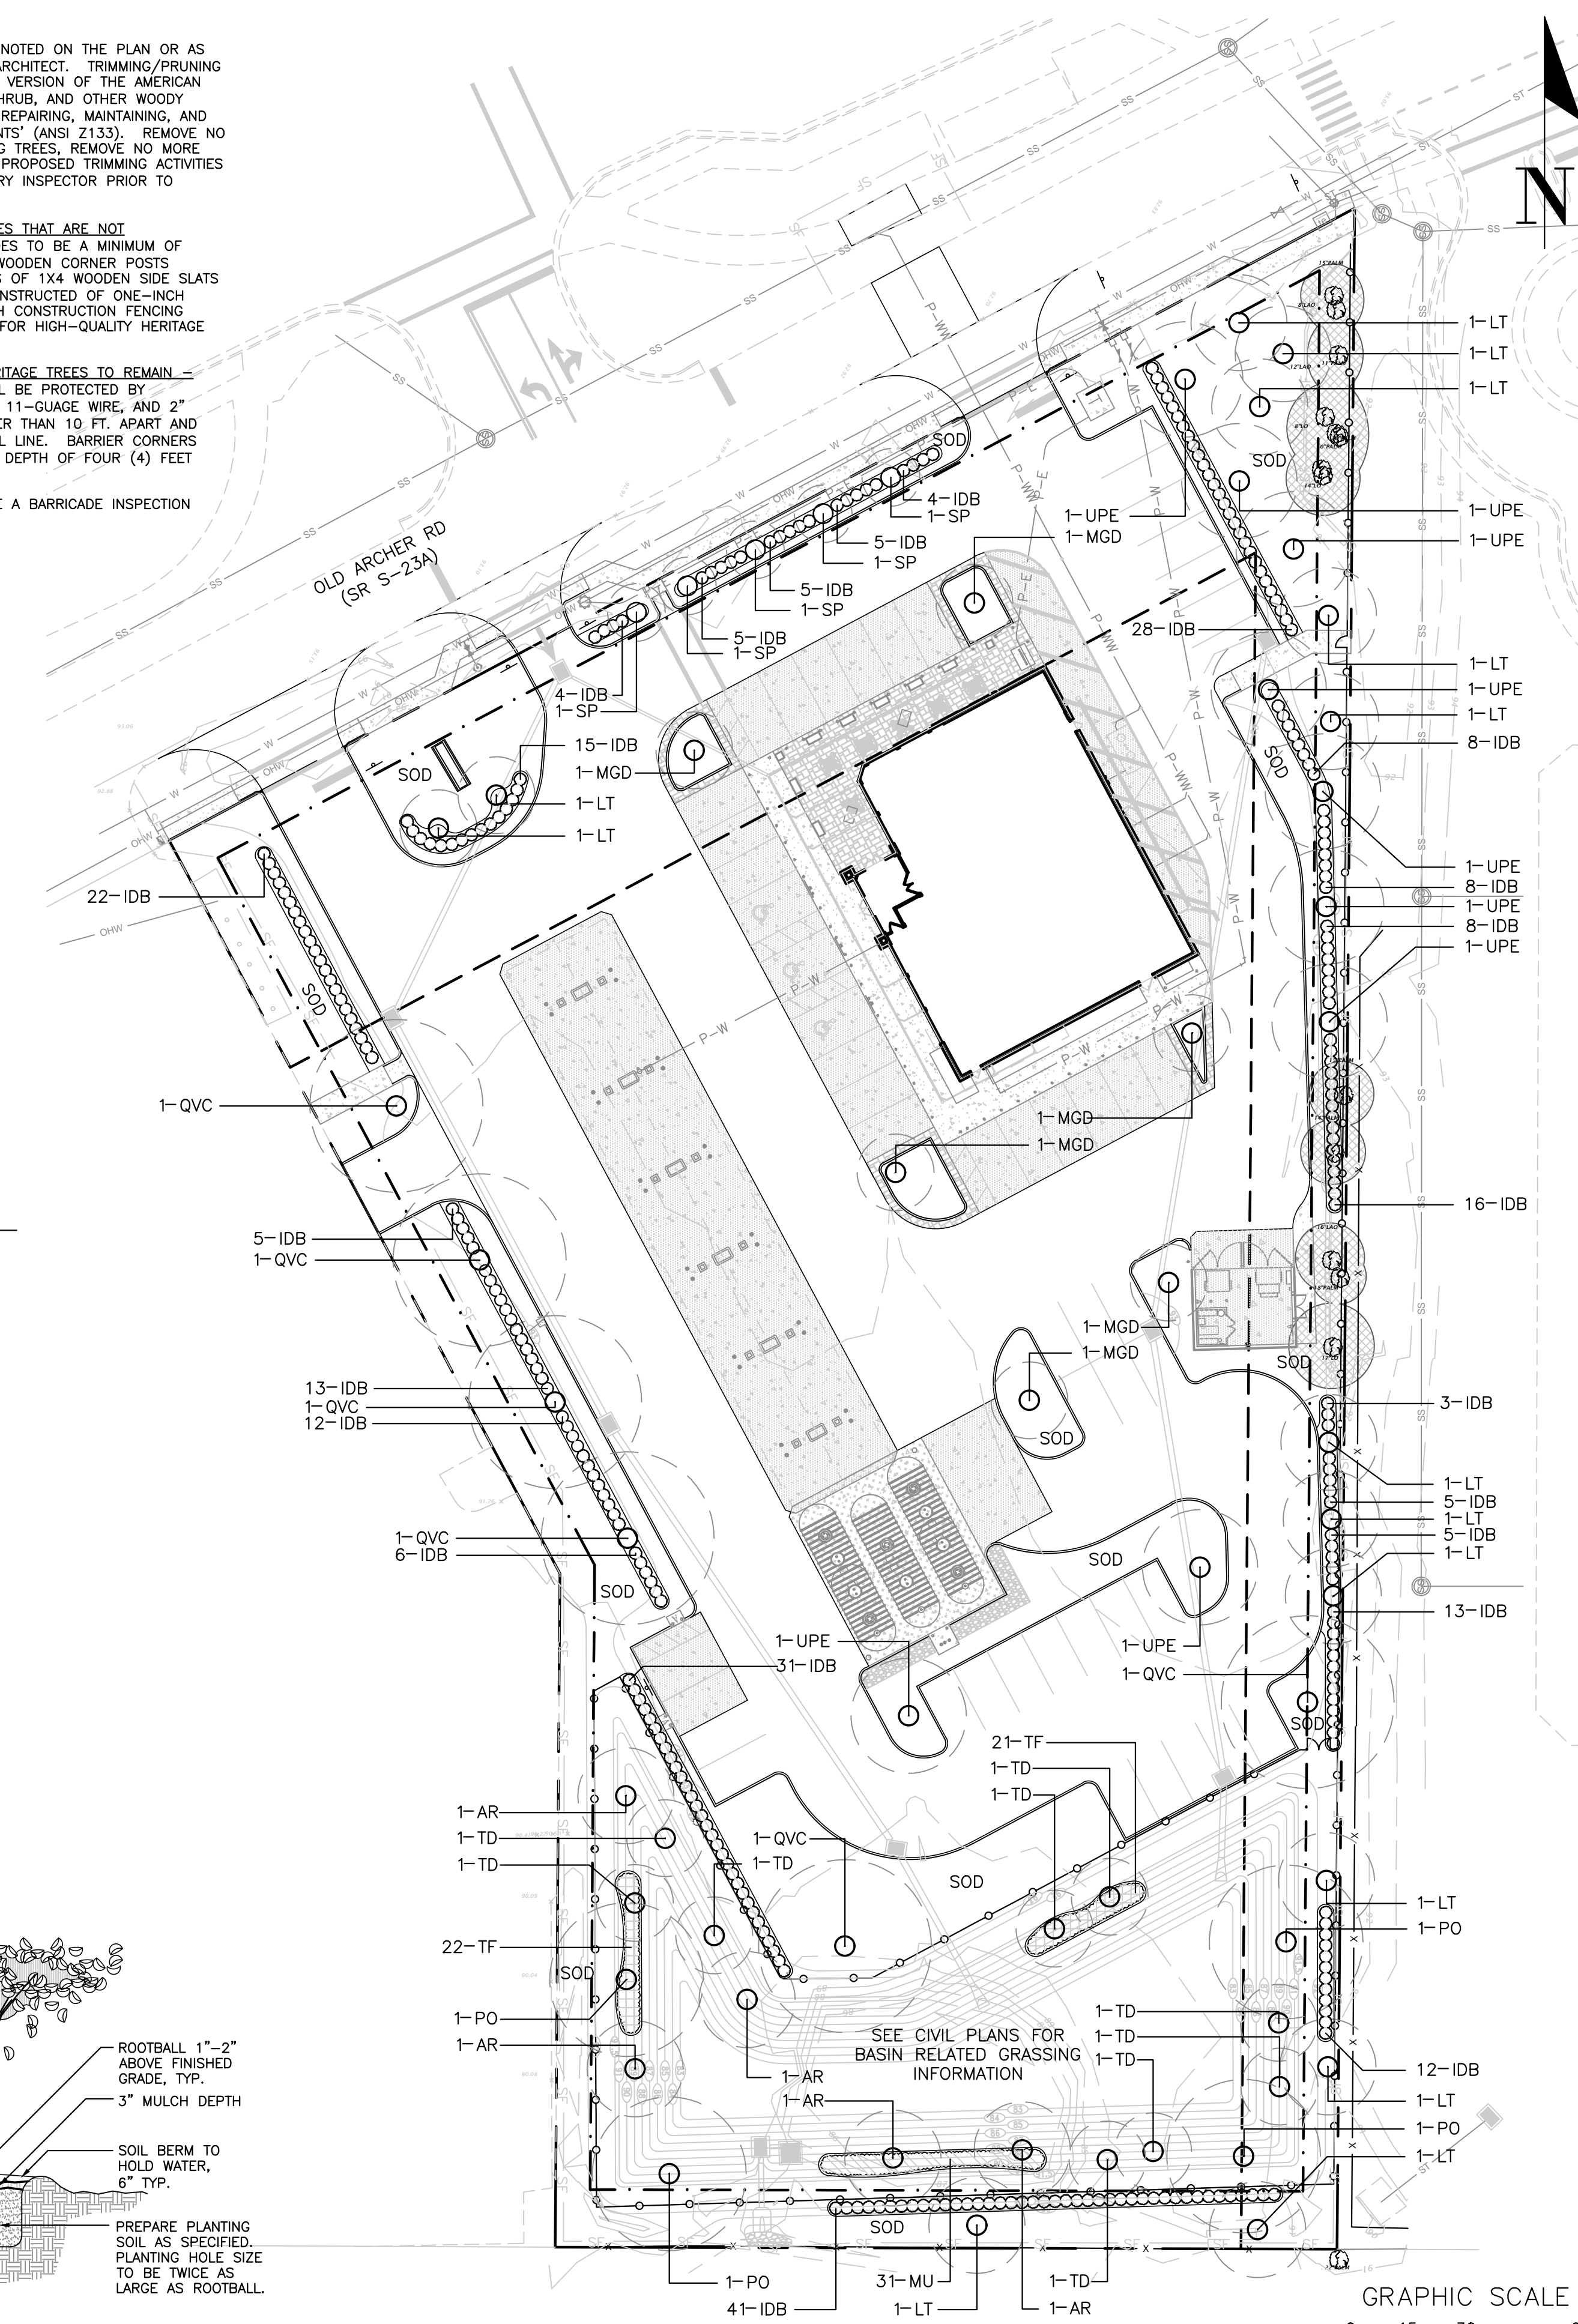 NOTED ON THE PLAN OR AS
ARCHITECT. TRIMMING/PRUNING
VERSION OF THE AMERICAN
HRUB, AND OTHER WOODY
REPAIRING, MAINTAINING, AND
NTS' (ANSI Z133). REMOVE NO
G TREES, REMOVE NO MORE
PROPOSED TRIMMING ACTIVITIES
RY INSPECTOR PRIOR TO
ES THAT ARE NOT
ES TO BE A MINIMUM OF
WOODEN CORNER POSTS
S OF 1X4 WOODEN SIDE SLATS
NSTRUCTED OF ONE-INCH
H CONSTRUCTION FENCING
FOR HIGH-QUALITY HERITAGE
RITAGE TREES TO REMAIN -
L BE PROTECTED BY
11-GUAGE WIRE, AND 2"
ER THAN 10 FT. APART AND
L LINE. BARRIER CORNERS
DEPTH OF FOUR (4) FEET
E A BARRICADE INSPECTION
N
OLD ARCHER RD
(SR S-23A)
1-LT
1-LT
1-LT
SOD
SOD
4-IDB
1-SP
5-IDB
1-SP
5-IDB
1-SP
5-IDB
1-SP
4-IDB
1-SP
1-UPE
1-MGD
1-UPE
1-UPE
28-IDB
1-LT
1-UPE
1-LT
8-IDB
SOD
15-IDB
1-MGD
SOD
1-LT
1-LT
22-IDB
SOD
1-UPE
8-IDB
1-UPE
8-IDB
1-UPE
1-QVC
1-MGD
1-MGD
16-IDB
5-IDB
1-QVC
1-MGD
1-MGD
SOD
SOD
13-IDB
1-QVC
12-IDB
3-IDB
1-LT
5-IDB
1-LT
5-IDB
1-LT
13-IDB
1-QVC
6-IDB
SOD
SOD
1-UPE
31-IDB
1-UPE
1-QVC
SOD
21-TF
1-TD
1-TD
1-AR
1-TD
1-TD
1-QVC
1-TD
SOD
22-TF
SOD
1-LT
1-PO
1-PO
1-AR
1-AR
1-AR
SEE CIVIL PLANS FOR
BASIN RELATED GRASSING
INFORMATION
1-TD
1-TD
1-TD
12-IDB
1-LT
1-PO
1-LT
SOD
1-PO
41-IDB
31-MU
1-LT
1-TD
1-AR
ROOTBALL 1"-2"
ABOVE FINISHED
GRADE, TYP.
3" MULCH DEPTH
SOIL BERM TO
HOLD WATER,
6" TYP.
PREPARE PLANTING
SOIL AS SPECIFIED.
PLANTING HOLE SIZE
TO BE TWICE AS
LARGE AS ROOTBALL.
GRAPHIC SCALE